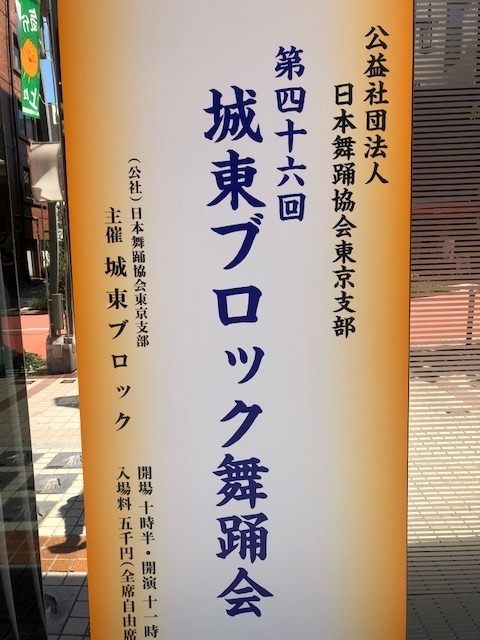 公益社団法人
日本舞踊協会東京支部
第四十六回
城東ブロック舞踊会
(公社)日本舞踊協会東京支部
主催 城東ブロック
開場 十時半・開演 十一時
入場料 五千円(全席自由席